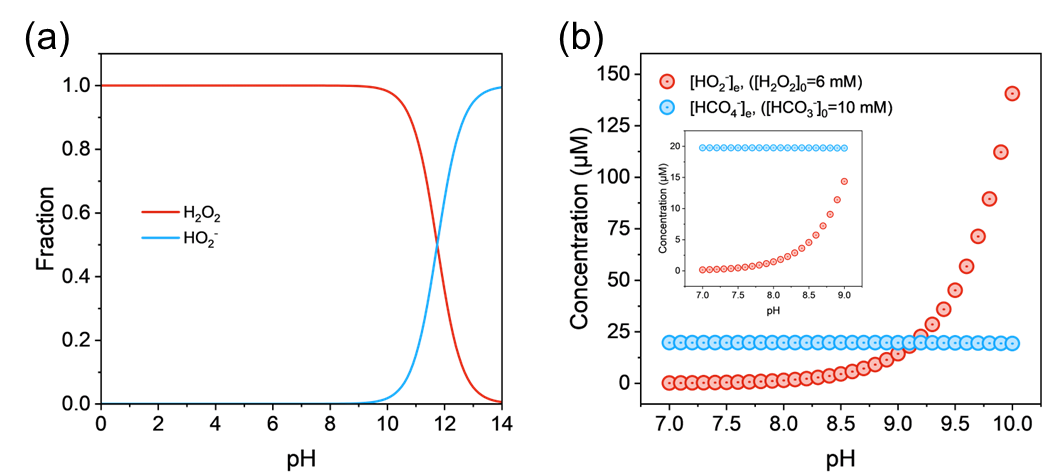 (a)
Fraction
1.0
0.8
0.6
0.4
0.2
0.0
H₂O₂
HO₂⁻
0 2 4 6 8 10 12 14
pH
(b)
Concentration (µM)
150
125
100
75
50
25
0
[HO₂⁻]ₑ, ([H₂O₂]₀=6 mM)
[HCO₄⁻]ₑ, ([HCO₃⁻]₀=10 mM)
Concentration (µM)
20
15
10
5
0
7.0 7.5 8.0 8.5 9.0
pH
7.0 7.5 8.0 8.5 9.0 9.5 10.0
pH